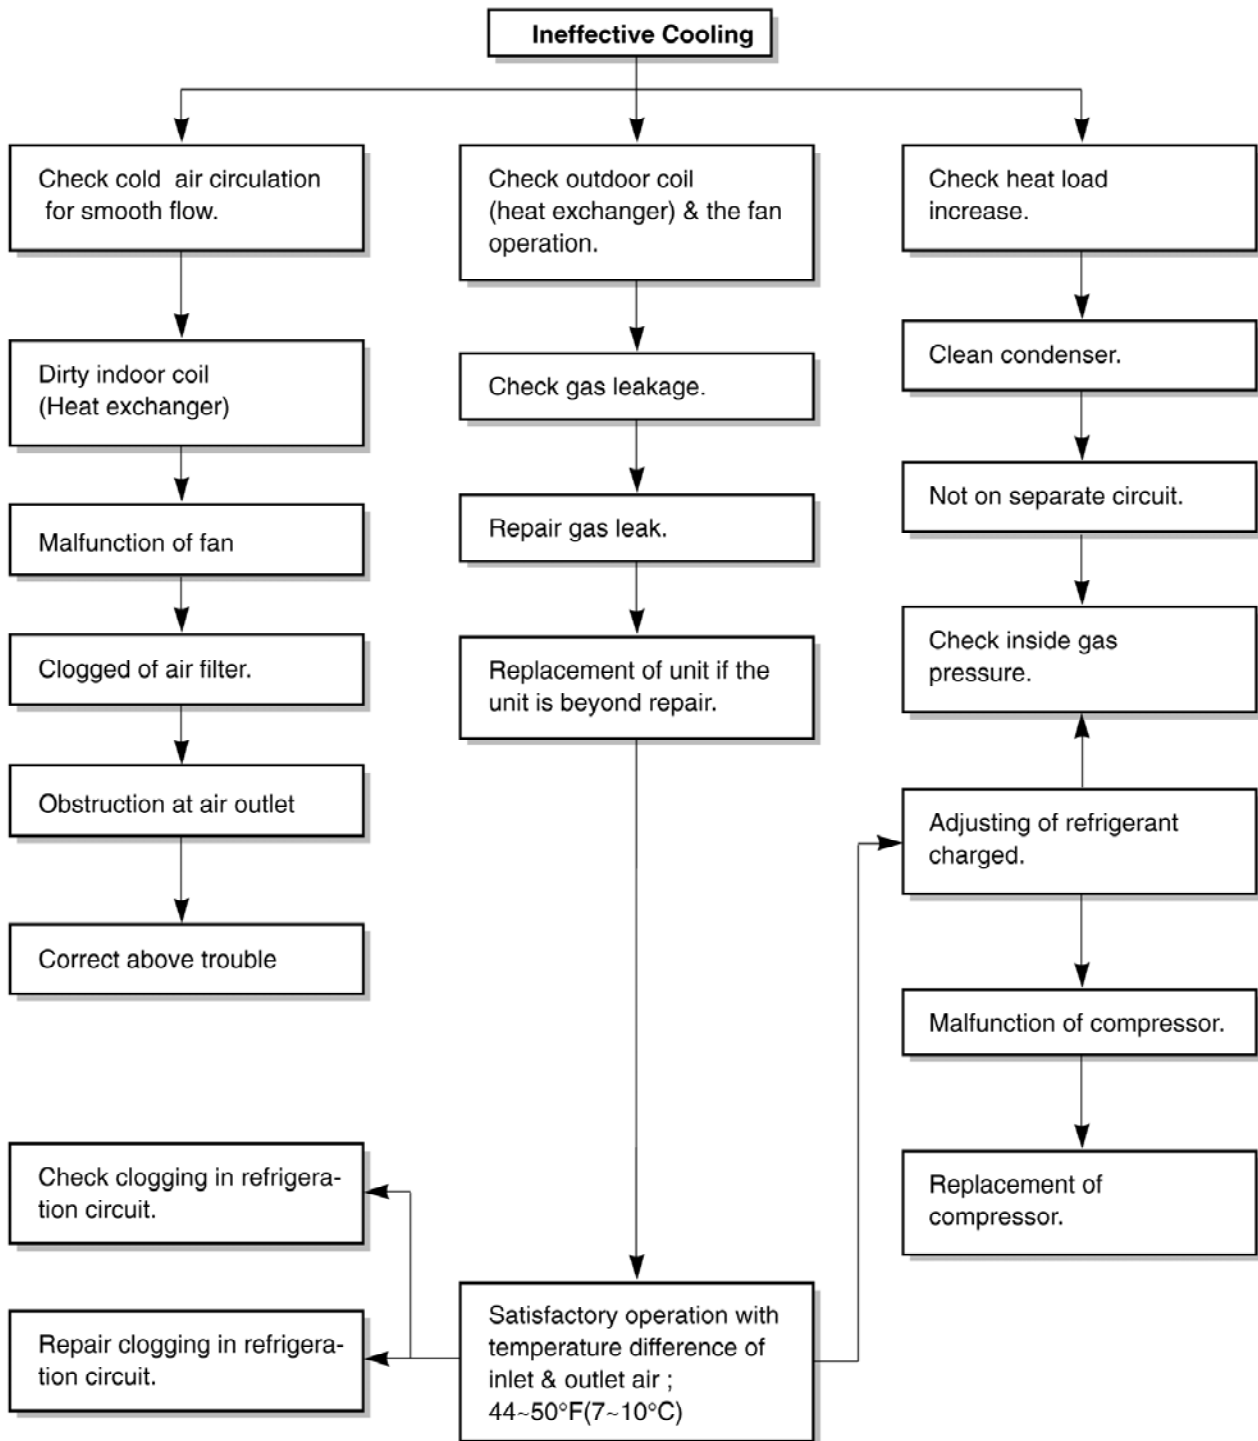 Ineffective Cooling
Check cold air circulation
for smooth flow.
Dirty indoor coil
(Heat exchanger)
Malfunction of fan
Clogged of air filter.
Obstruction at air outlet
Correct above trouble
Check outdoor coil
(heat exchanger) & the fan
operation.
Check gas leakage.
Repair gas leak.
Replacement of unit if the
unit is beyond repair.
Check heat load
increase.
Clean condenser.
Not on separate circuit.
Check inside gas
pressure.
Adjusting of refrigerant
charged.
Malfunction of compressor.
Replacement of
compressor.
Check clogging in refrigera-
tion circuit.
Repair clogging in refrigera-
tion circuit.
Satisfactory operation with
temperature difference of
inlet & outlet air ;
44~50°F(7~10°C)